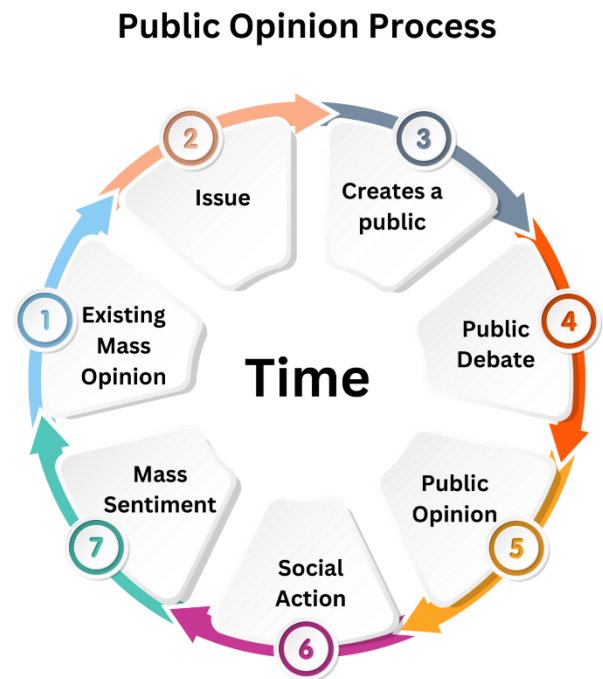 Public Opinion Process
1
Existing
Mass
Opinion
2
Issue
3
Creates a
public
4
Public
Debate
5
Public
Opinion
6
Social
Action
7
Mass
Sentiment
Time